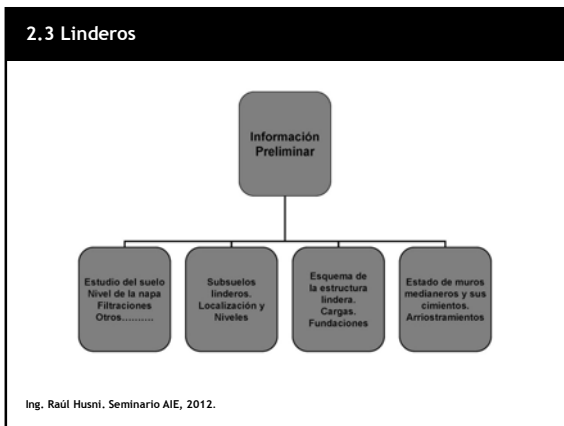 2.3 Linderos
Información
Preliminar
Estudio del suelo
Nivel de la napa
Filtraciones
Otros..........
Subsuelos
linderos.
Localización y
Niveles
Esquema de
la estructura
lindera.
Cargas.
Fundaciones
Estado de muros
medianeros y sus
cimientos.
Arriostramientos
Ing. Raúl Husni. Seminario AIE, 2012.